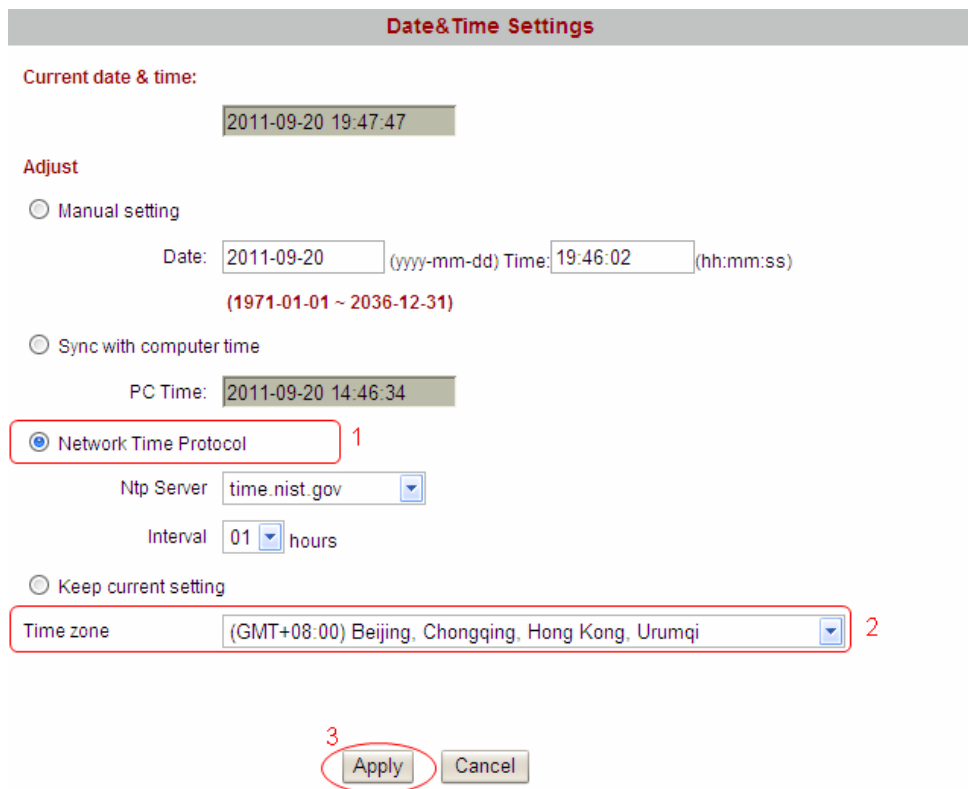 Date&Time Settings
Current date & time:
2011-09-20 19:47:47
Adjust
Manual setting
Date: 2011-09-20 (yyyy-mm-dd) Time: 19:46:02 (hh:mm:ss)
(1971-01-01 ~ 2036-12-31)
Sync with computer time
PC Time: 2011-09-20 14:46:34
Network Time Protocol 1
Ntp Server time.nist.gov
Interval 01 hours
Keep current setting
Time zone (GMT+08:00) Beijing, Chongqing, Hong Kong, Urumqi 2
3
Apply Cancel